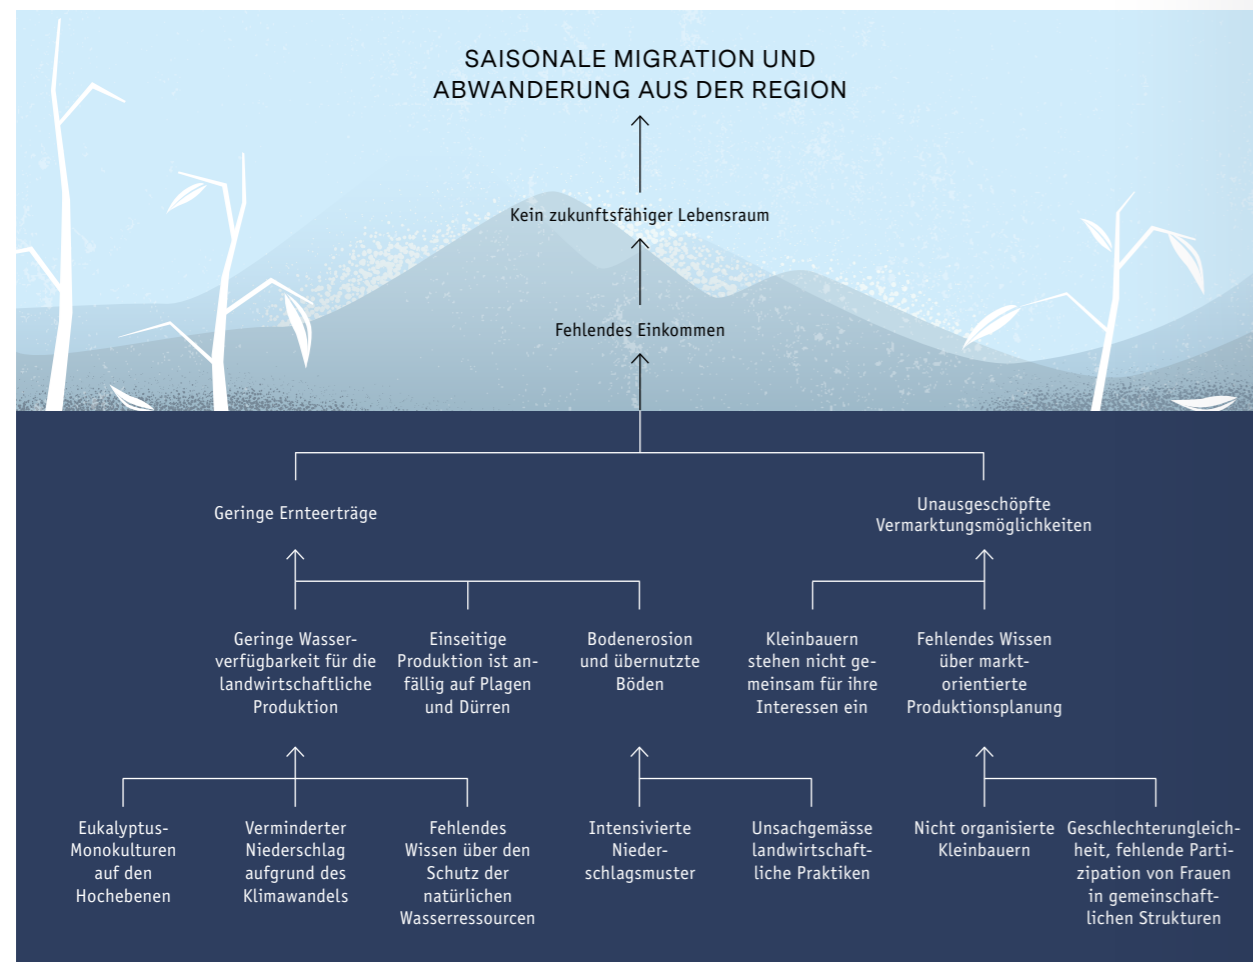 SAISONALE MIGRATION UND
ABWANDERUNG AUS DER REGION
Kein zukunftsfähiger Lebensraum
Fehlendes Einkommen
Geringe Ernteerträge
Unausgeschöpfte
Vermarktungsmöglichkeiten
Geringe Wasser-
verfügbarkeit für die
landwirtschaftliche
Produktion
Einseitige
Produktion ist an-
fällig auf Plagen
und Dürren
Bodenerosion
und übernutzte
Böden
Kleinbauern
stehen nicht ge-
meinsam für ihre
Interessen ein
Fehlendes Wissen
über markt-
orientierte
Produktionsplanung
Eukalyptus-
Monokulturen
auf den
Hochebenen
Verminderter
Niederschlag
aufgrund des
Klimawandels
Fehlendes
Wissen über den
Schutz der
natürlichen
Wasserressourcen
Intensivierte
Nieder-
schlagsmuster
Unsachgemässe
landwirtschaft-
liche Praktiken
Nicht organisierte
Kleinbauern
Geschlechterungleich-
heit, fehlende Parti-
zipation von Frauen
in gemeinschaft-
lichen Strukturen